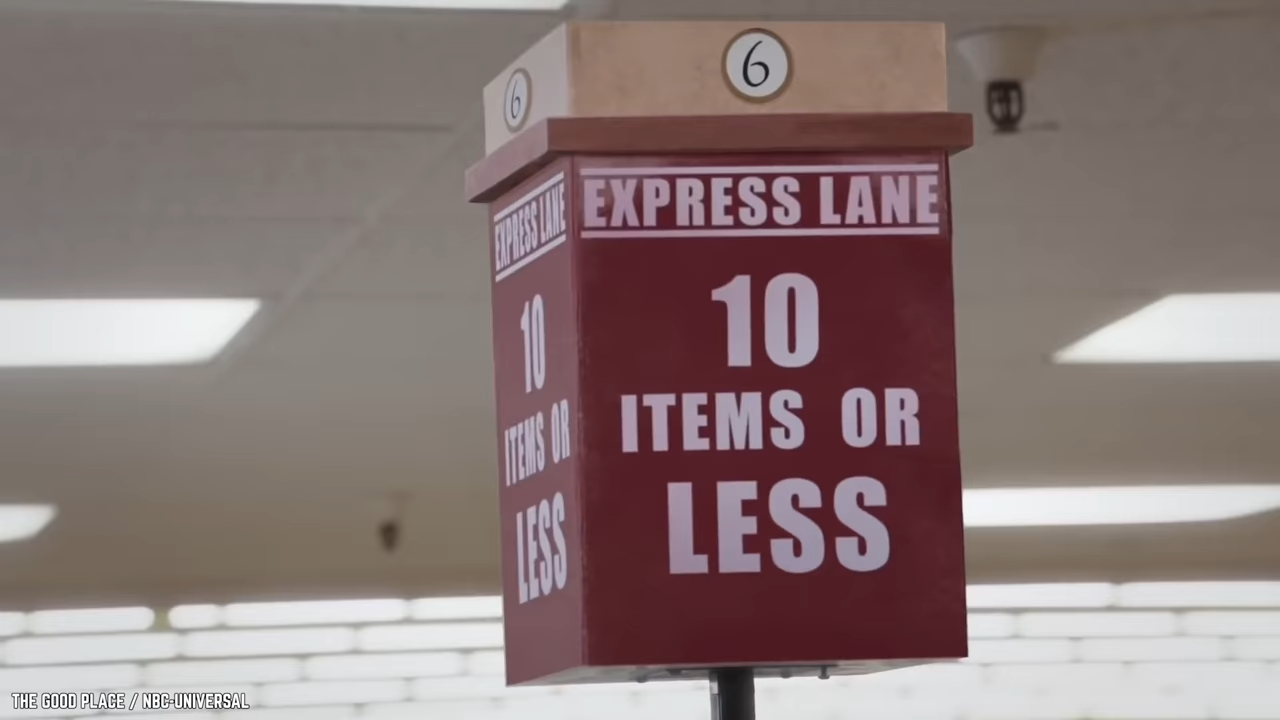 6
6
EXPRESS LANE
10
ITEMS OR
LESS
EXPRESS LANE
10
ITEMS OR
LESS
THE GOOD PLACE / NBC-UNIVERSAL